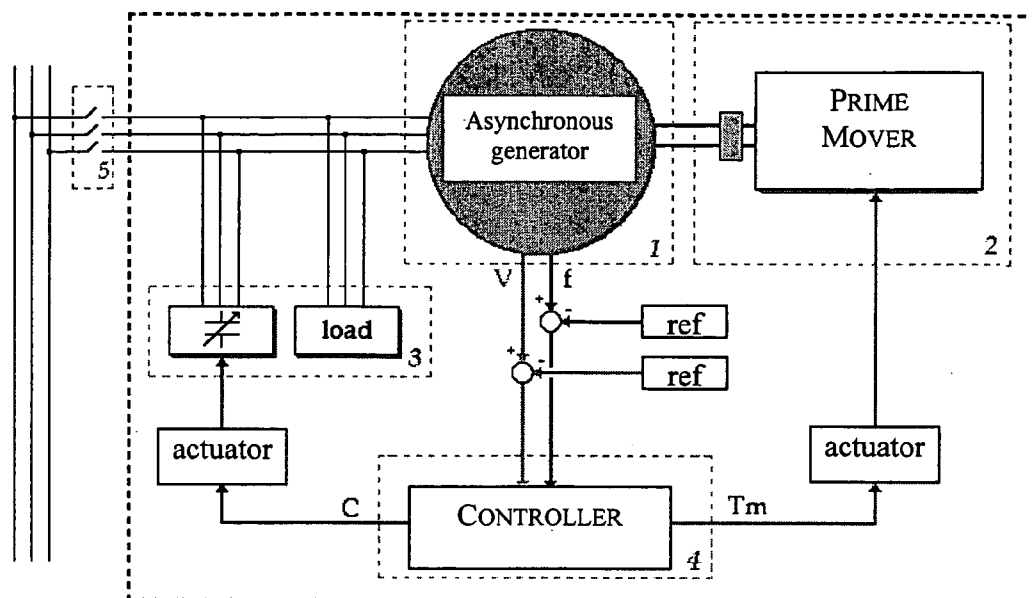 Asynchronous
generator
PRIME
MOVER
5
1
2
V
f
+
-
ref
load
3
+
-
ref
actuator
actuator
C
CONTROLLER
Tm
4